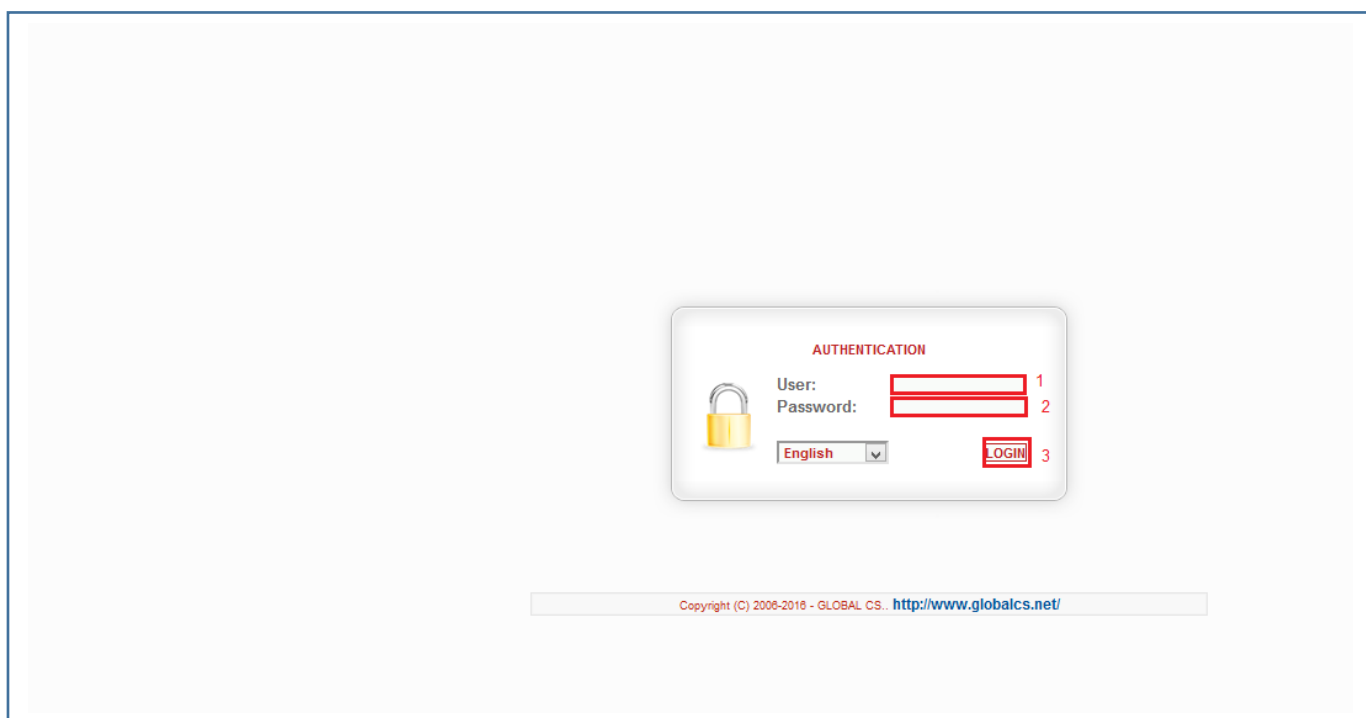 AUTHENTICATION
User: 1
Password: 2
English LOGIN 3
Copyright (C) 2006-2016 - GLOBAL CS.. http://www.globalcs.net/